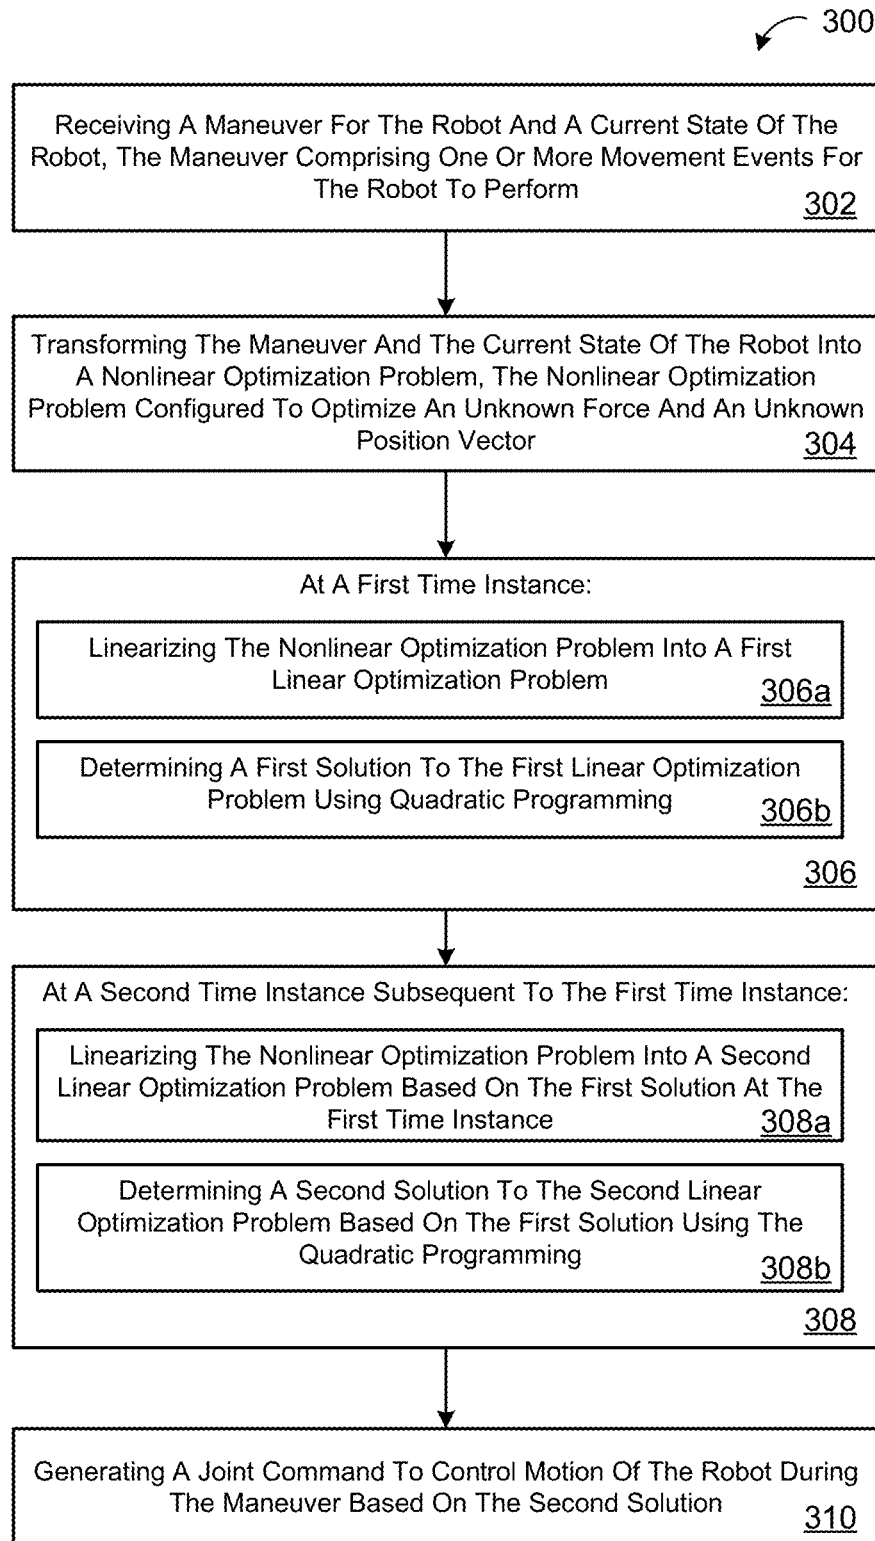 300
Receiving A Maneuver For The Robot And A Current State Of The
Robot, The Maneuver Comprising One Or More Movement Events For
The Robot To Perform
302
Transforming The Maneuver And The Current State Of The Robot Into
A Nonlinear Optimization Problem, The Nonlinear Optimization
Problem Configured To Optimize An Unknown Force And An Unknown
Position Vector
304
At A First Time Instance:
Linearizing The Nonlinear Optimization Problem Into A First
Linear Optimization Problem
306a
Determining A First Solution To The First Linear Optimization
Problem Using Quadratic Programming
306b
306
At A Second Time Instance Subsequent To The First Time Instance:
Linearizing The Nonlinear Optimization Problem Into A Second
Linear Optimization Problem Based On The First Solution At The
First Time Instance
308a
Determining A Second Solution To The Second Linear
Optimization Problem Based On The First Solution Using The
Quadratic Programming
308b
308
Generating A Joint Command To Control Motion Of The Robot During
The Maneuver Based On The Second Solution
310